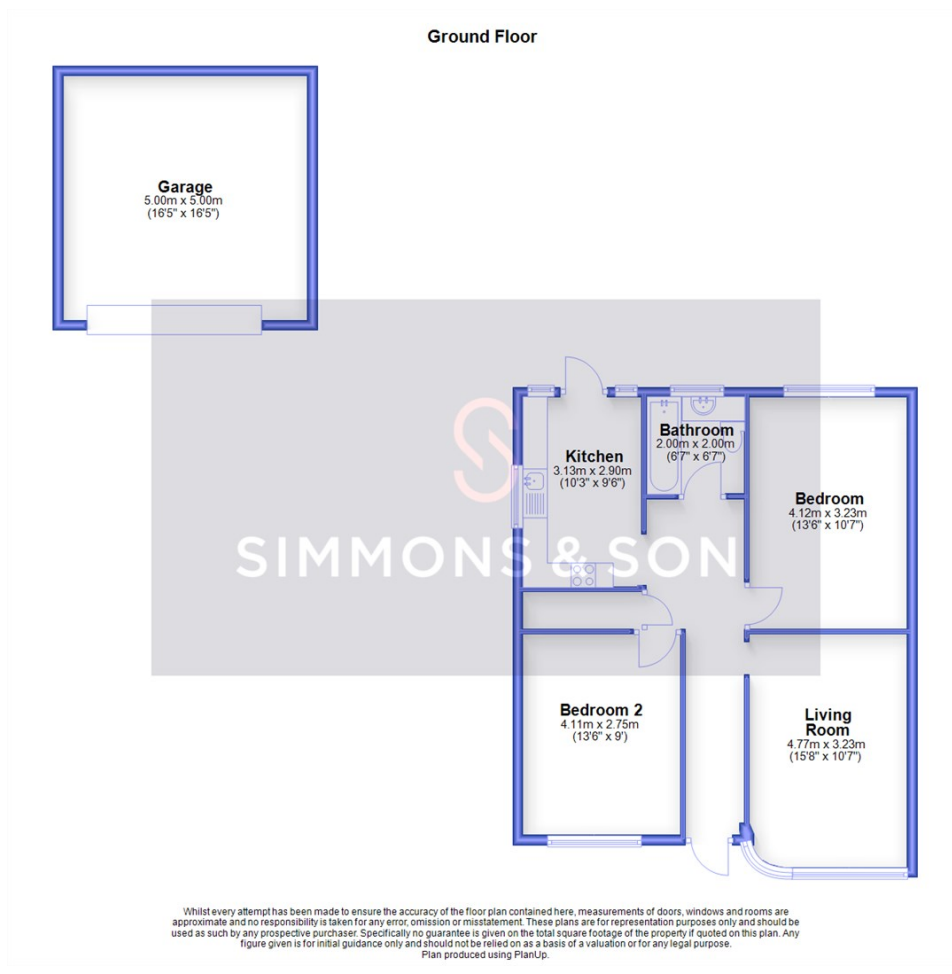 Ground Floor
Garage
5.00m x 5.00m
(16'5" x 16'5")
Kitchen
3.13m x 2.90m
(10'3" x 9'6")
Bathroom
2.00m x 2.00m
(6'7" x 6'7")
Bedroom
4.12m x 3.23m
(13'6" x 10'7")
SIMMONS & SON
Bedroom 2
4.11m x 2.75m
(13'6" x 9')
Living
Room
4.77m x 3.23m
(15'8" x 10'7")
Whilst every attempt has been made to ensure the accuracy of the floor plan contained here, measurements of doors, windows and rooms are
approximate and no responsibility is taken for any error, omission or misstatement. These plans are for representation purposes only and should be
used as such by any prospective purchaser. Specifically no guarantee is given on the total square footage of the property if quoted on this plan. Any
figure given is for initial guidance only and should not be relied on as a basis of a valuation or for any legal purpose.
Plan produced using PlanUp.